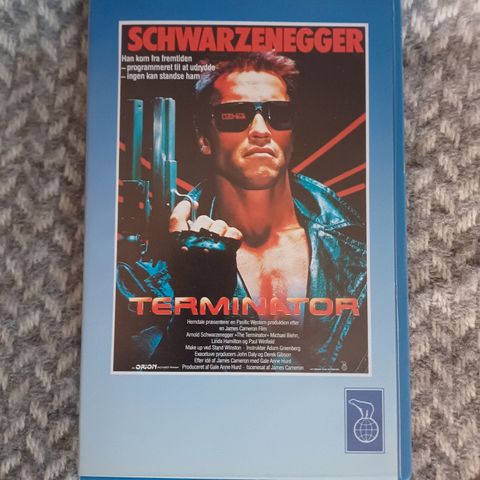 SCHWARZENEGGER
Han kom fra fremtiden
– programmeret til at udrydde
– ingen kan standse ham
TERMINATOR
Hemdale præsenterer en Pacific Western produktion efter
en James Cameron Film
Arnold Schwarzenegger «The Terminator» Michael Biehn,
Linda Hamilton og Paul Winfield
Make up ved Stand Winston - Instruktør Adam Greenberg
Executive producers John Daly og Derek Gibson
Efter idé af James Cameron med Gale Anne Hurd
Produceret af Gale Anne Hurd - Iscenesat af James Cameron
ORION